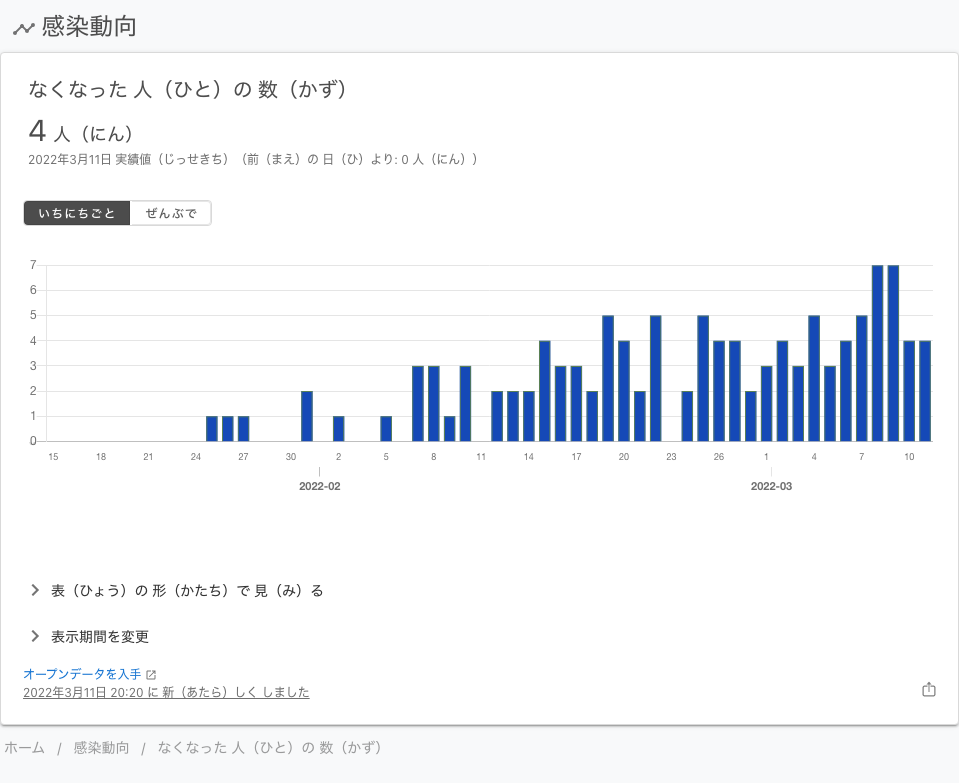 感染動向
なくなった 人（ひと）の 数（かず）
4 人（にん）
2022年3月11日 実績値（じっせきち）（前（まえ）の 日（ひ）より: 0 人（にん））
いちにちごと ぜんぶで
7
6
5
4
3
2
1
0
15 18 21 24 27 30 2 5 8 11 14 17 20 23 26 1 4 7 10
2022-02 2022-03
表（ひょう）の 形（かたち）で 見（み）る
表示期間を変更
オープンデータを入手
2022年3月11日 20:20 に 新（あたら）しく しました
ホーム / 感染動向 / なくなった 人（ひと）の 数（かず）